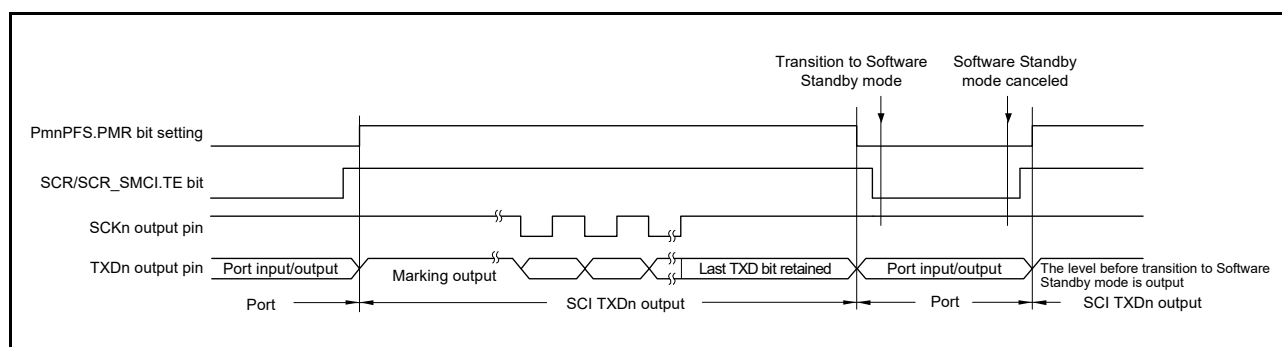 Transition to Software
Standby mode
Software Standby
mode canceled
PmnPFS.PMR bit setting
SCR/SCR_SMCI.TE bit
SCKn output pin
TXDn output pin
Port input/output
Marking output
Last TXD bit retained
Port input/output
The level before transition to Software
Standby mode is output
Port
SCI TXDn output
Port
SCI TXDn output